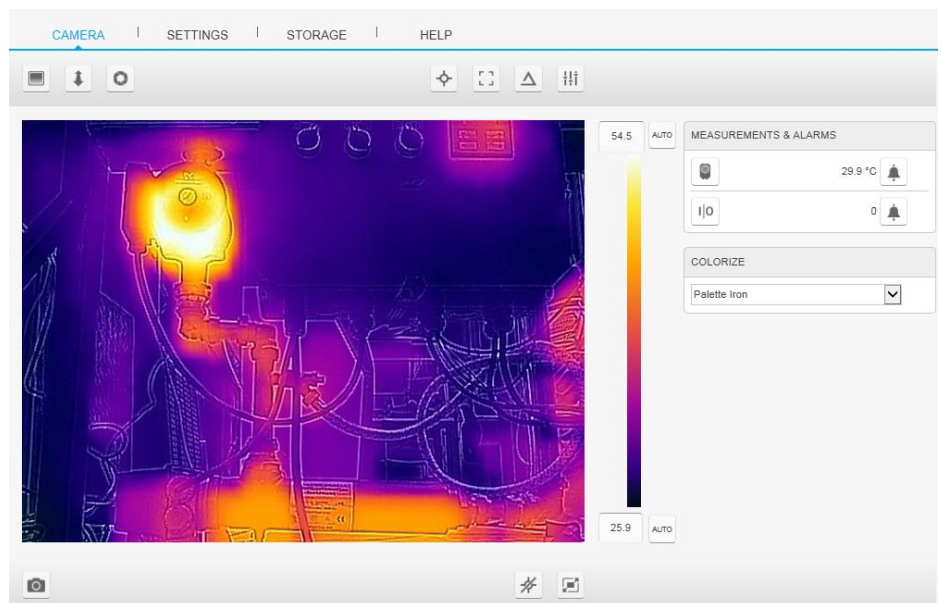 CAMERA | SETTINGS | STORAGE | HELP
54.5 AUTO
MEASUREMENTS & ALARMS
29.9 °C
I|O 0
COLORIZE
Palette Iron
25.9 AUTO